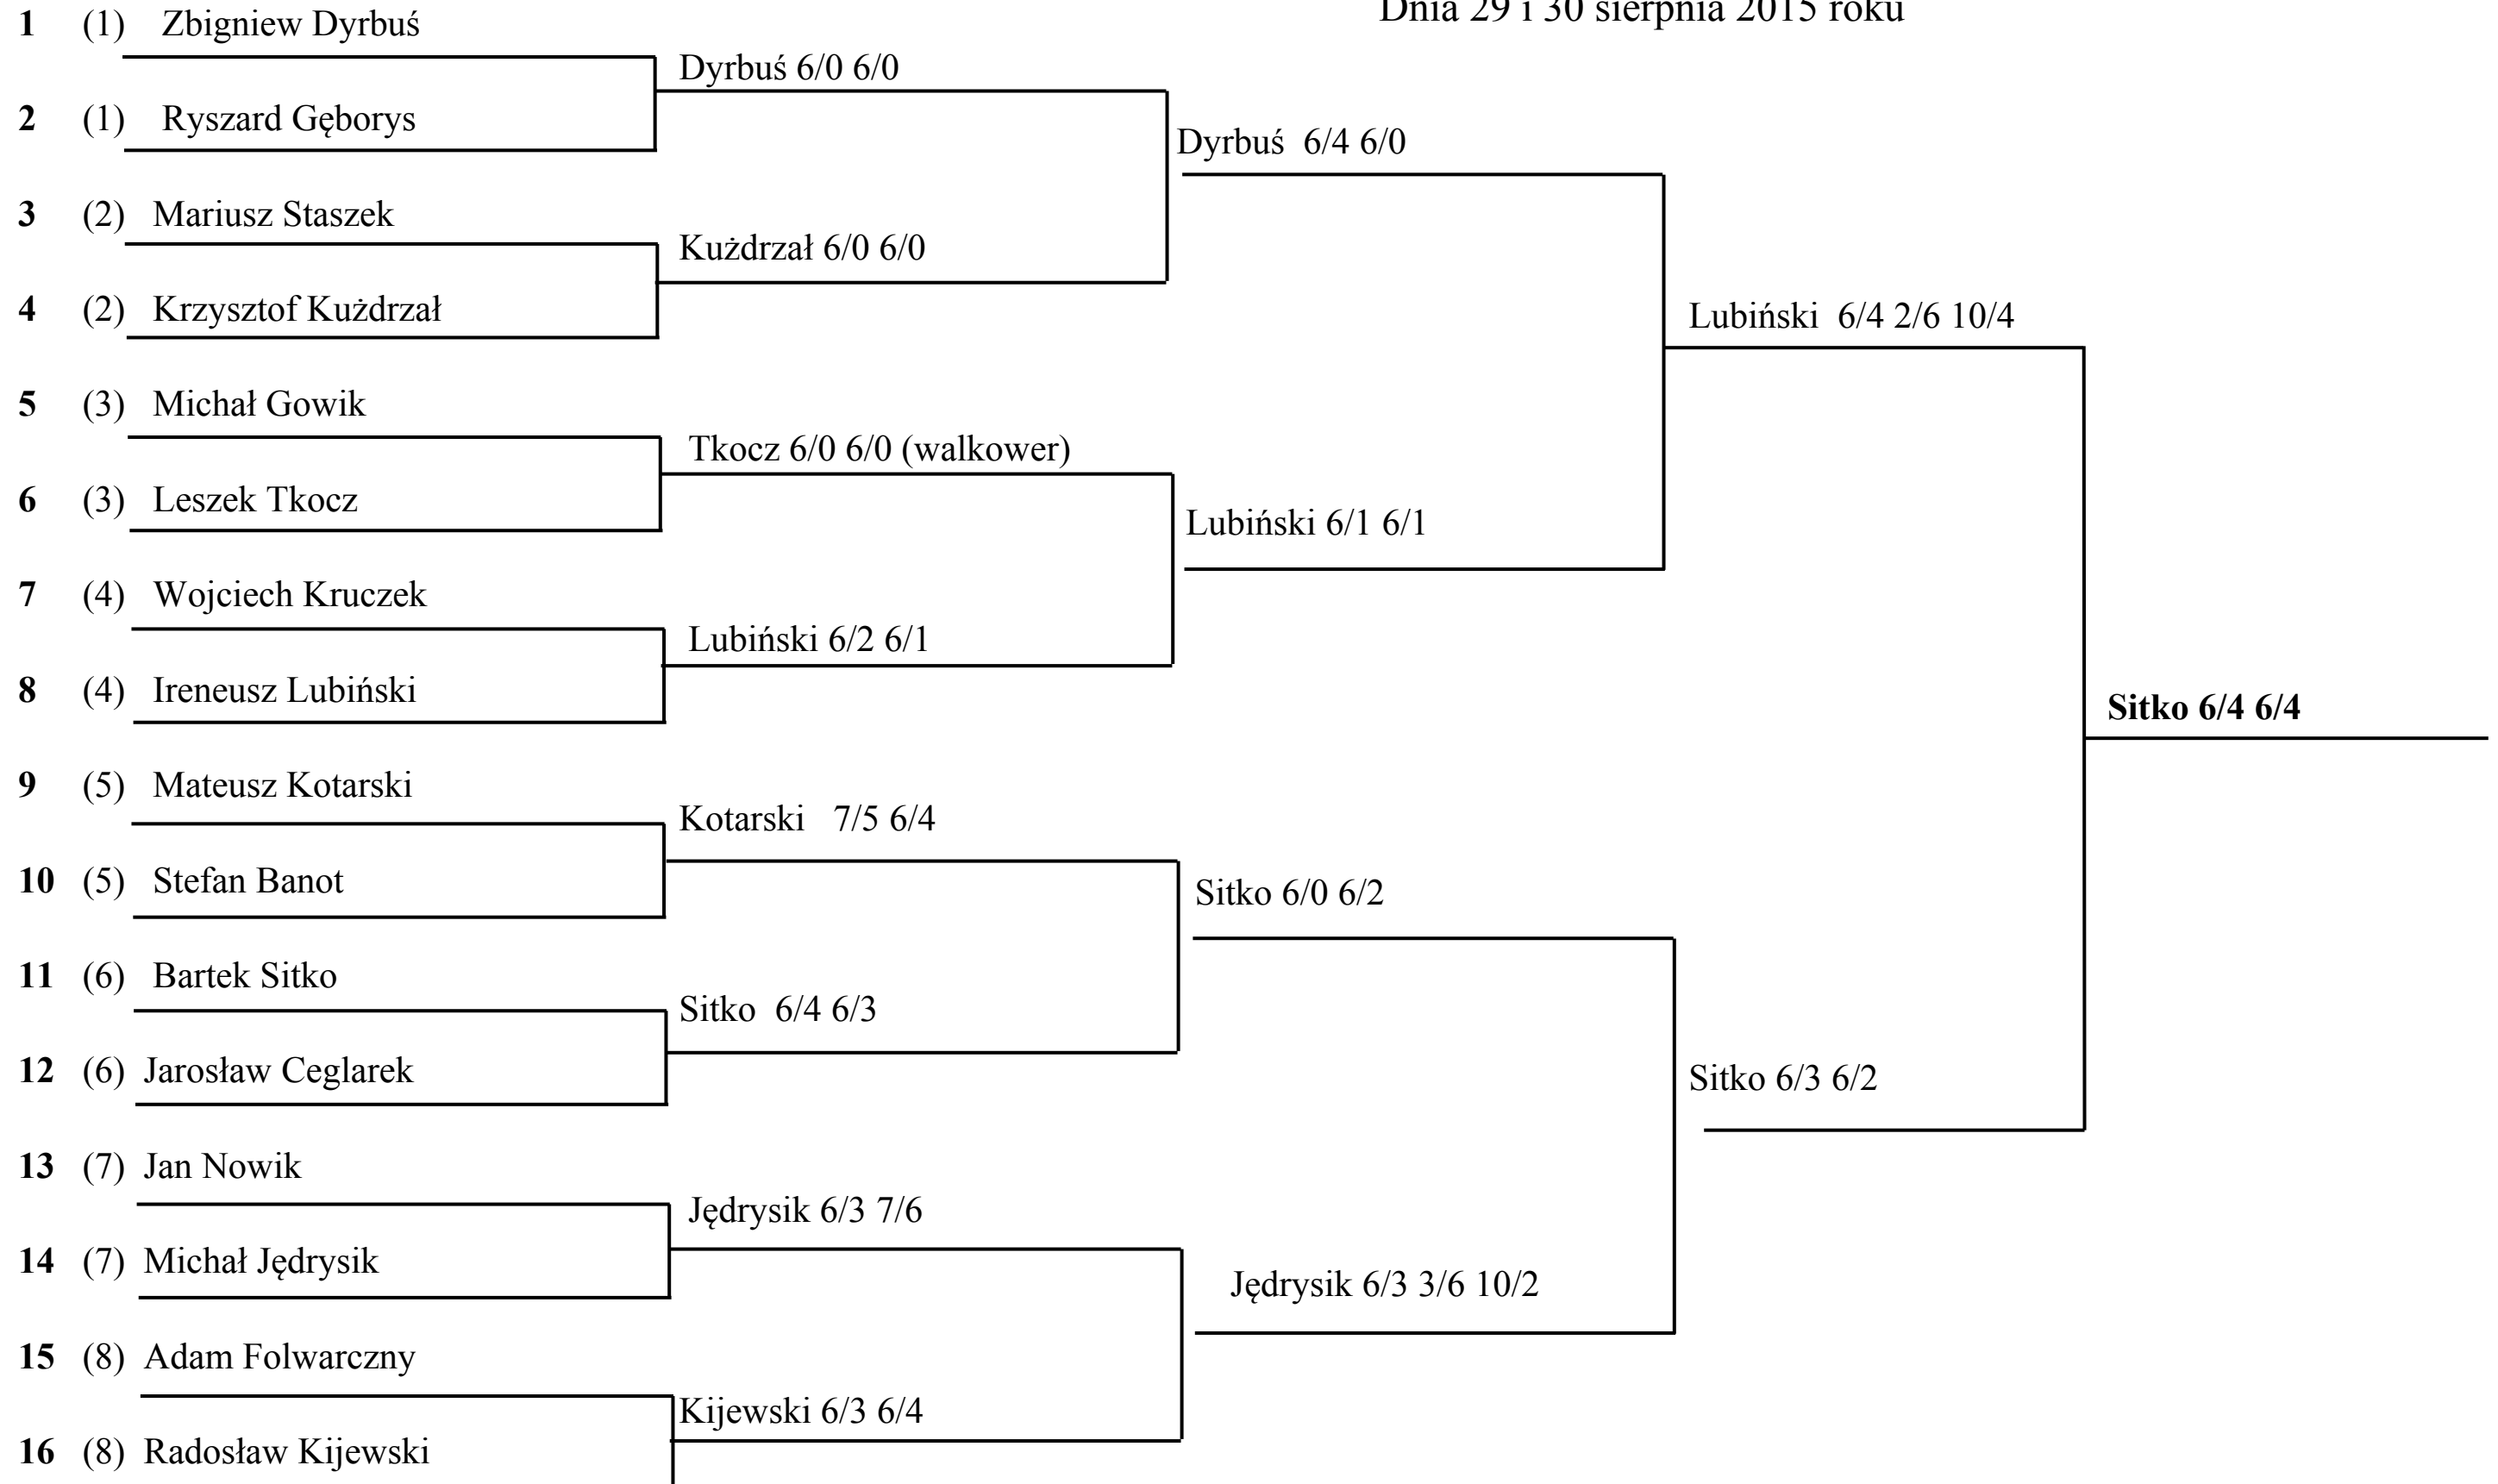 Dnia 29 i 30 sierpnia 2015 roku
1 (1) Zbigniew Dyrbuś
Dyrbuś 6/0 6/0
2 (1) Ryszard Gęborys
Dyrbuś 6/4 6/0
3 (2) Mariusz Staszek
Kużdrzał 6/0 6/0
4 (2) Krzysztof Kużdrzał
Lubiński 6/4 2/6 10/4
5 (3) Michał Gowik
Tkocz 6/0 6/0 (walkower)
6 (3) Leszek Tkocz
Lubiński 6/1 6/1
7 (4) Wojciech Kruczek
Lubiński 6/2 6/1
8 (4) Ireneusz Lubiński
Sitko 6/4 6/4
9 (5) Mateusz Kotarski
Kotarski 7/5 6/4
10 (5) Stefan Banot
Sitko 6/0 6/2
11 (6) Bartek Sitko
Sitko 6/4 6/3
12 (6) Jarosław Ceglarek
Sitko 6/3 6/2
13 (7) Jan Nowik
Jędrysik 6/3 7/6
14 (7) Michał Jędrysik
Jędrysik 6/3 3/6 10/2
15 (8) Adam Folwarczny
Kijewski 6/3 6/4
16 (8) Radosław Kijewski